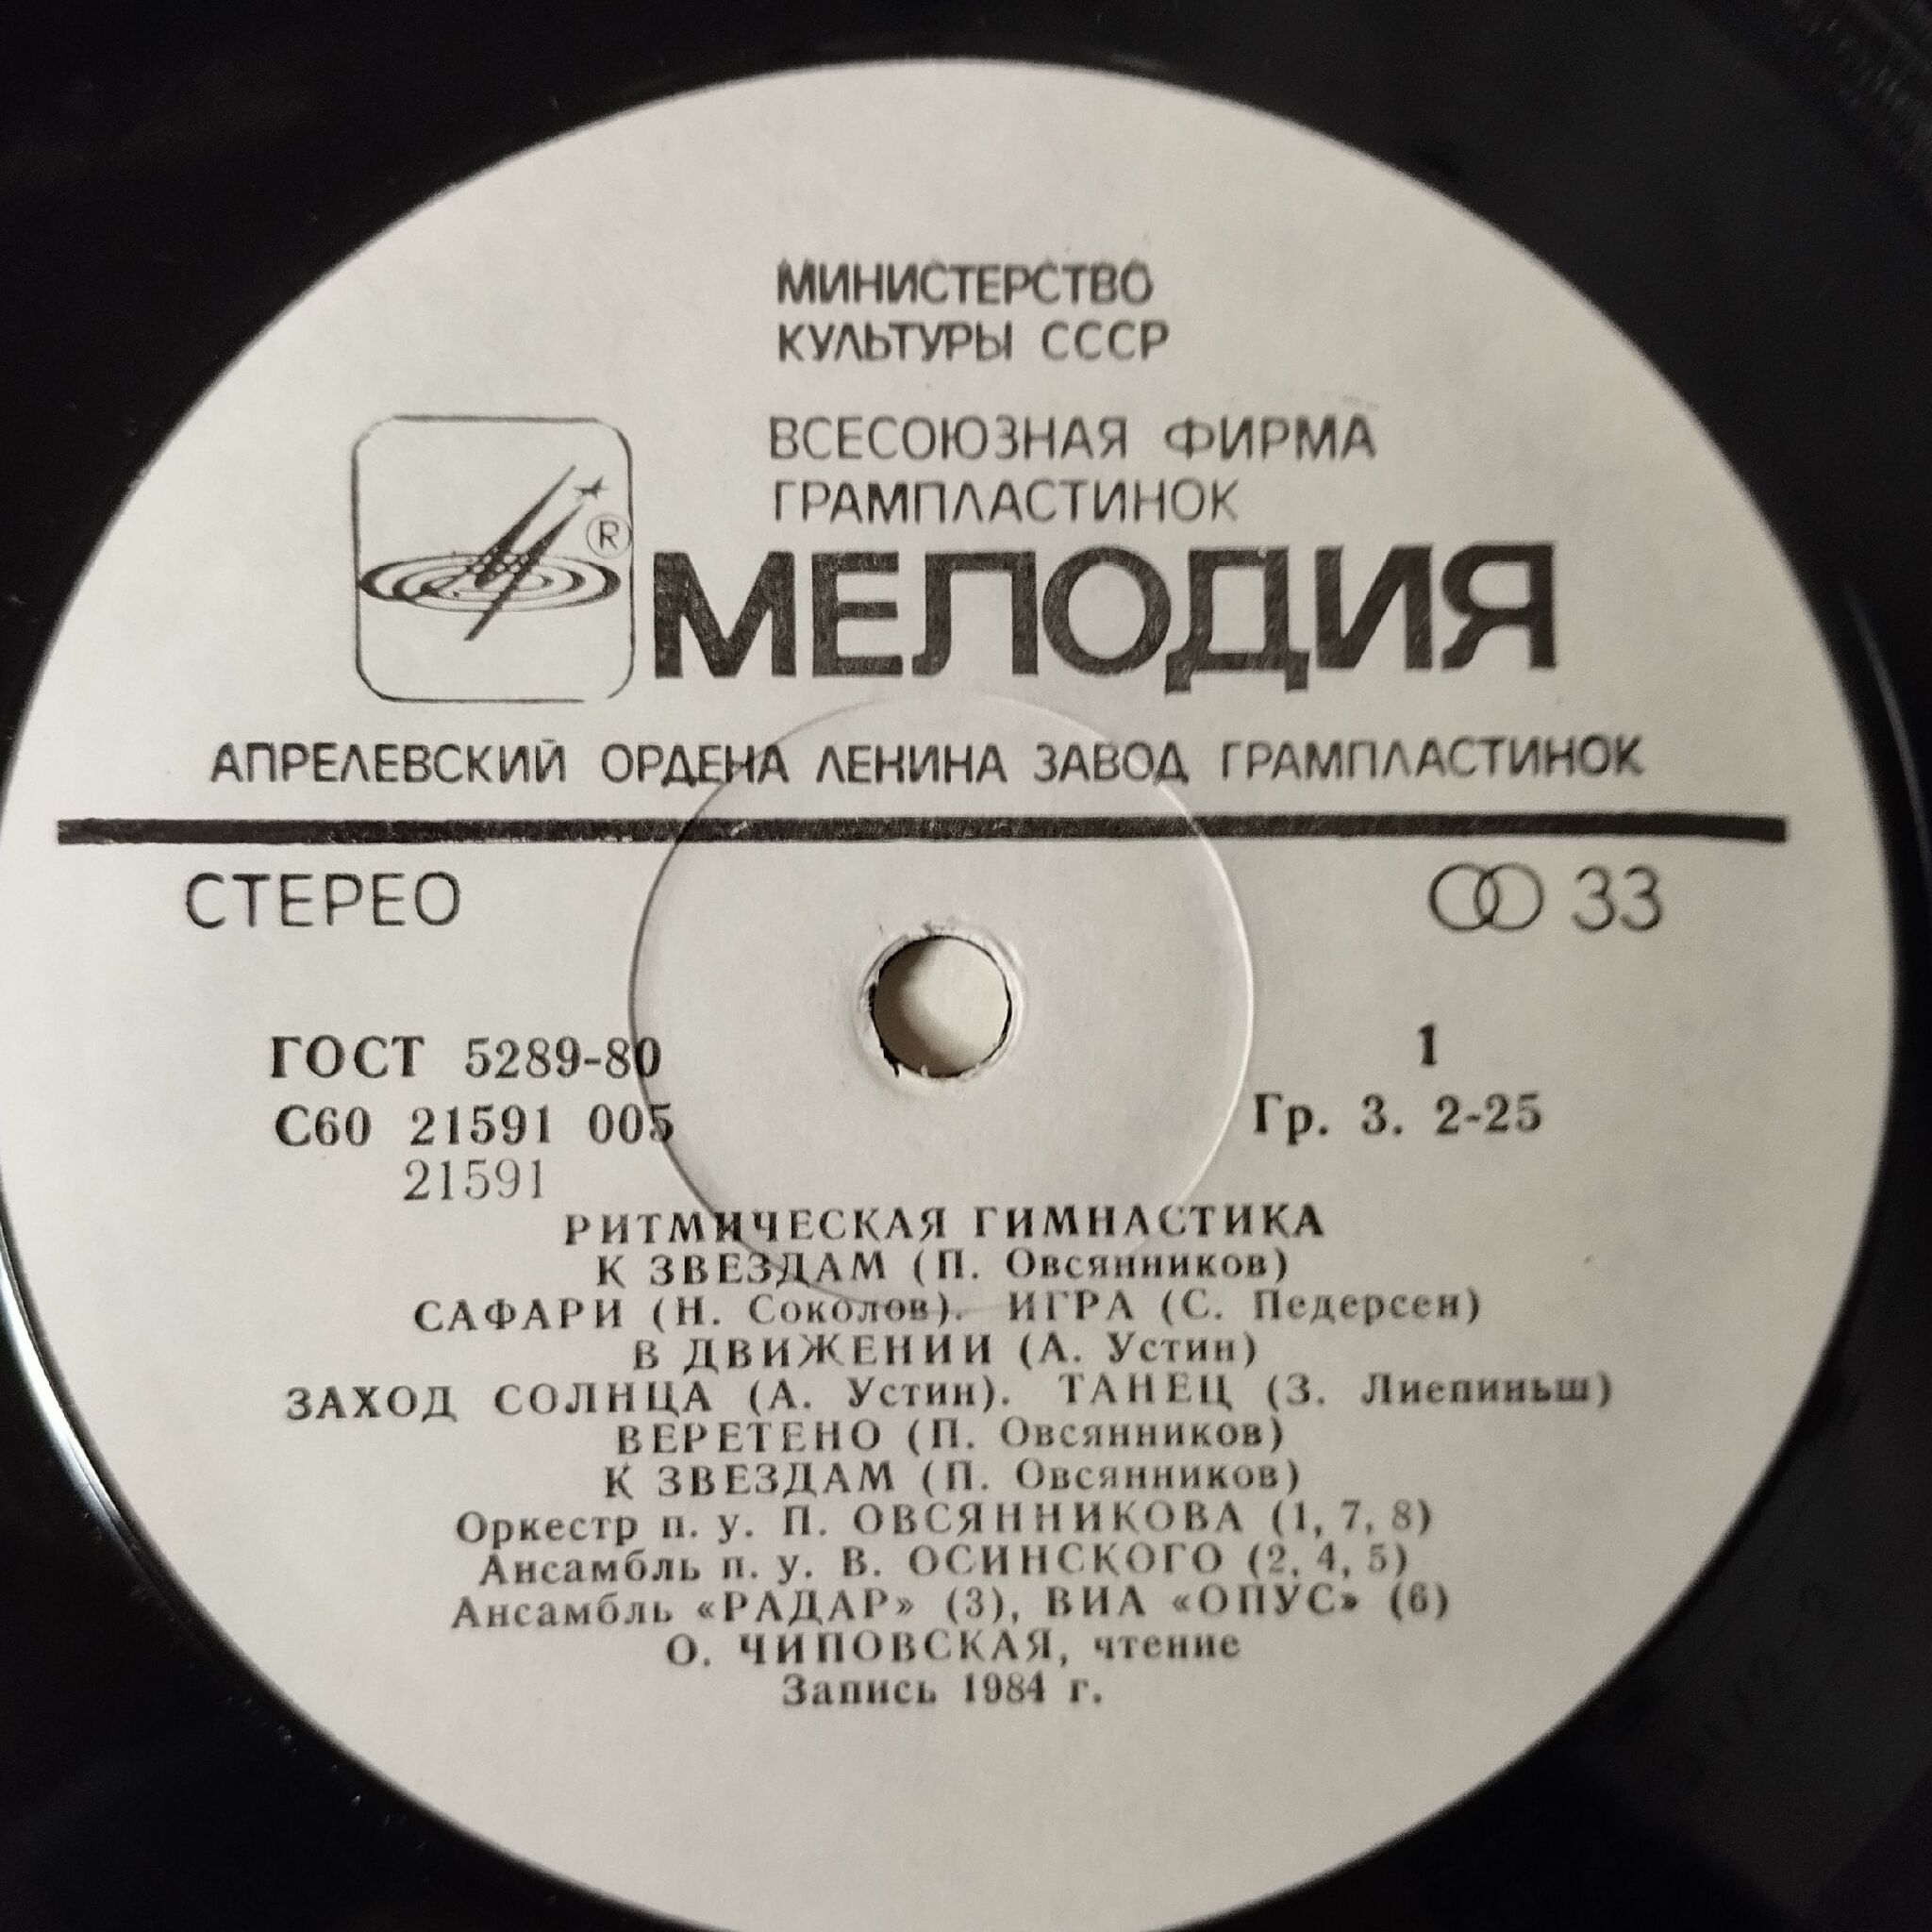 МИНИСТЕРСТВО
КУЛЬТУРЫ СССР
ВСЕСОЮЗНАЯ ФИРМА
ГРАМПЛАСТИНОК
®
МЕЛОДИЯ
АПРЕЛЕВСКИЙ ОРДЕНА ЛЕНИНА ЗАВОД ГРАМПЛАСТИНОК
СТЕРЕО 33
ГОСТ 5289-80 1
С60 21591 005 Гр. 3. 2-25
21591
РИТМИЧЕСКАЯ ГИМНАСТИКА
К ЗВЕЗДАМ (П. Овсянников)
САФАРИ (Н. Соколов). ИГРА (С. Педерсен)
В ДВИЖЕНИИ (А. Устин)
ЗАХОД СОЛНЦА (А. Устин). ТАНЕЦ (З. Лиепиньш)
ВЕРЕТЕНО (П. Овсянников)
К ЗВЕЗДАМ (П. Овсянников)
Оркестр п. у. П. ОВСЯННИКОВА (1, 7, 8)
Ансамбль п. у. В. ОСИНСКОГО (2, 4, 5)
Ансамбль «РАДАР» (3), ВИА «ОПУС» (6)
О. ЧИПОВСКАЯ, чтение
Запись 1984 г.